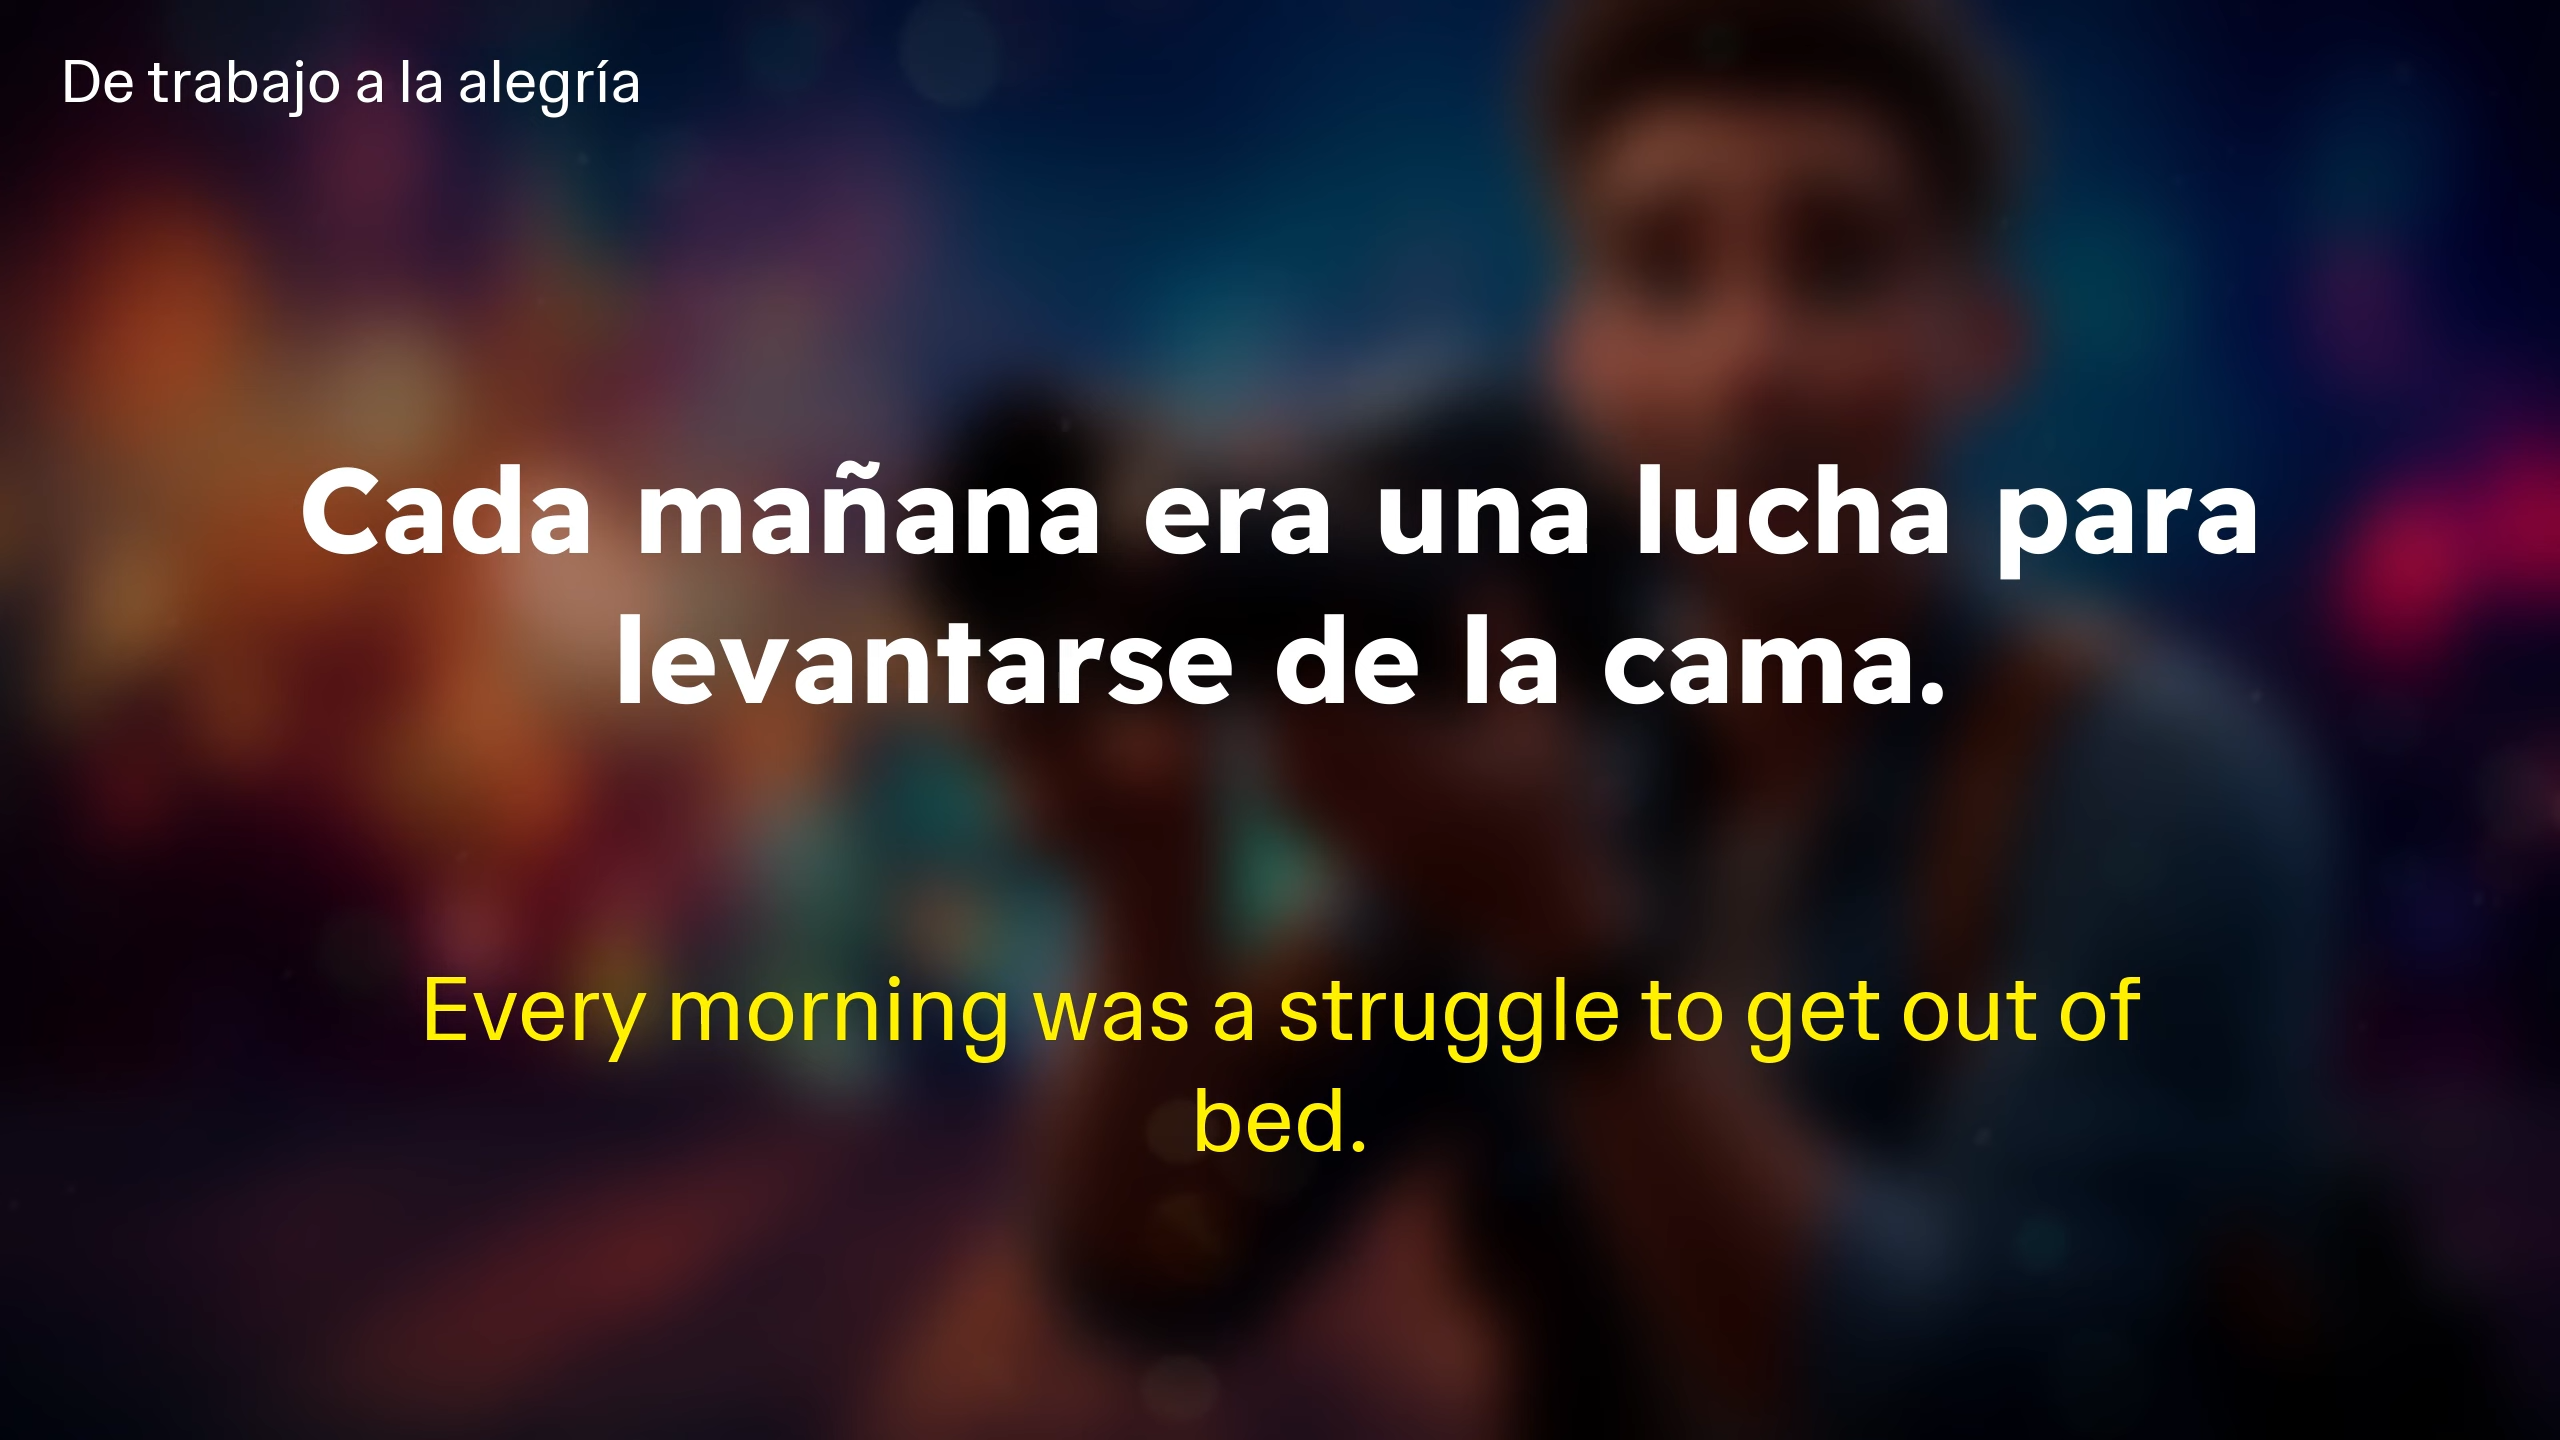 De trabajo a la alegría
Cada mañana era una lucha para
levantarse de la cama.
Every morning was a struggle to get out of
bed.